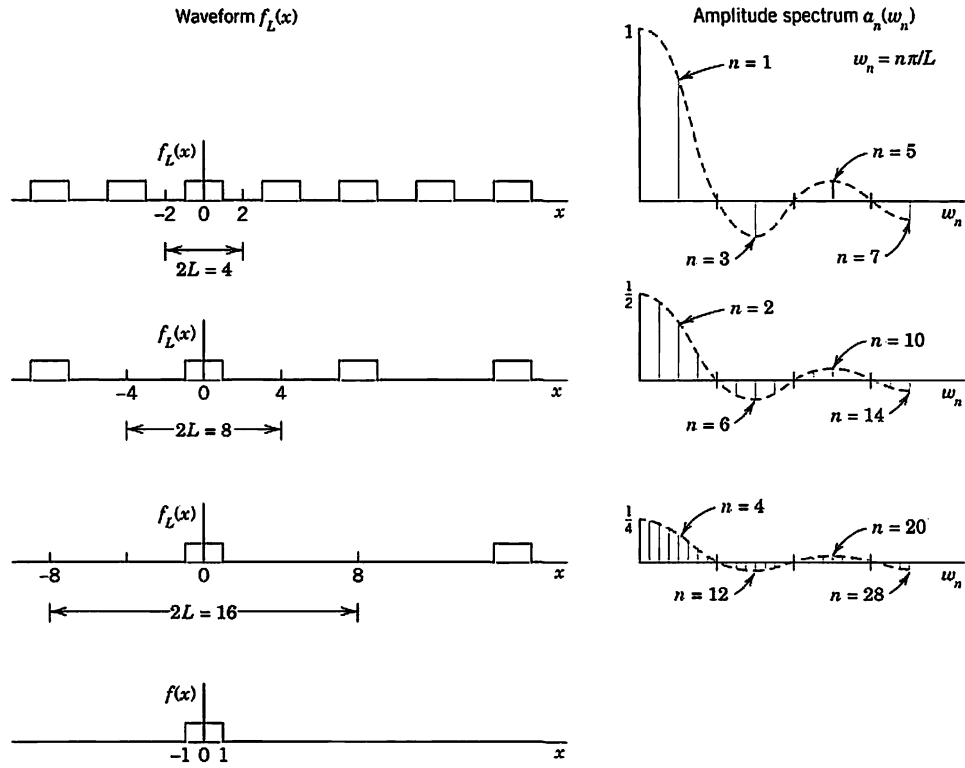 Waveform f_L(x)
Amplitude spectrum a_n(w_n)
w_n = nπ/L
1
n = 1
n = 5
n = 3
n = 7
w_n
f_L(x)
-2 0 2
x
2L = 4
1/2
n = 2
n = 10
n = 6
n = 14
w_n
f_L(x)
-4 0 4
x
2L = 8
1/4
n = 4
n = 20
n = 12
n = 28
w_n
f_L(x)
-8 0 8
x
2L = 16
f(x)
-1 0 1
x